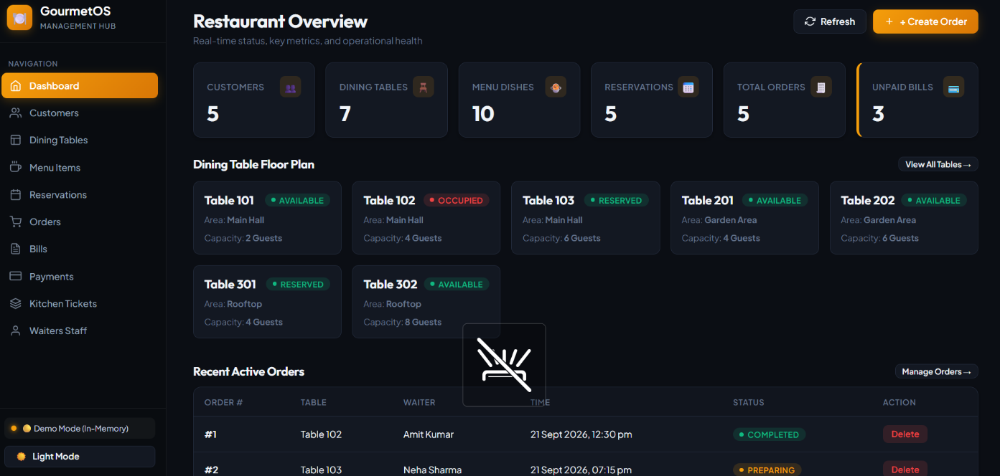 GourmetOS
MANAGEMENT HUB
NAVIGATION
Dashboard
Customers
Dining Tables
Menu Items
Reservations
Orders
Bills
Payments
Kitchen Tickets
Waiters Staff
Demo Mode (In-Memory)
Light Mode
Restaurant Overview
Real-time status, key metrics, and operational health
Refresh
+ + Create Order
CUSTOMERS
5
DINING TABLES
7
MENU DISHES
10
RESERVATIONS
5
TOTAL ORDERS
5
UNPAID BILLS
3
Dining Table Floor Plan
View All Tables →
Table 101 AVAILABLE
Area: Main Hall
Capacity: 2 Guests
Table 102 OCCUPIED
Area: Main Hall
Capacity: 4 Guests
Table 103 RESERVED
Area: Main Hall
Capacity: 6 Guests
Table 201 AVAILABLE
Area: Garden Area
Capacity: 4 Guests
Table 202 AVAILABLE
Area: Garden Area
Capacity: 6 Guests
Table 301 RESERVED
Area: Rooftop
Capacity: 4 Guests
Table 302 AVAILABLE
Area: Rooftop
Capacity: 8 Guests
Recent Active Orders
Manage Orders →
ORDER # TABLE WAITER TIME STATUS ACTION
#1 Table 102 Amit Kumar 21 Sept 2026, 12:30 pm COMPLETED Delete
#2 Table 103 Neha Sharma 21 Sept 2026, 07:15 pm PREPARING Delete